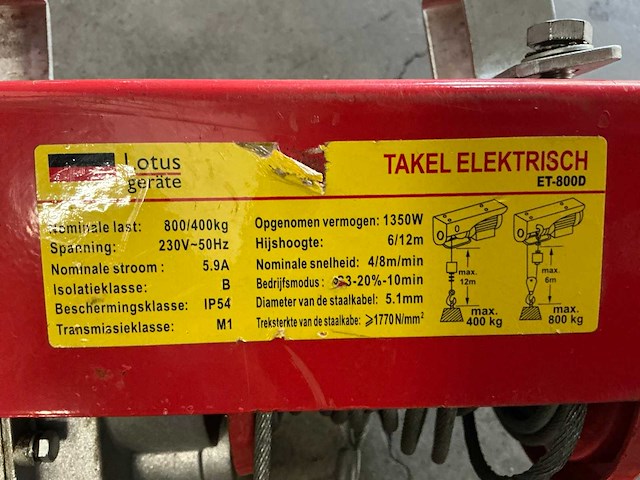 Lotus
geräte
TAKEL ELEKTRISCH
ET-800D
Nominale last: 800/400kg
Spanning: 230V~50Hz
Nominale stroom : 5.9A
Isolatieklasse : B
Beschermingsklasse: IP54
Transmissieklasse: M1
Opgenomen vermogen: 1350W
Hijshoogte: 6/12m
Nominale snelheid: 4/8m/min
Bedrijfsmodus : 3-20%-10min
Diameter van de staalkabel: 5.1mm
Treksterkte van de staalkabe: ≥1770N/mm²
max.
12m
max.
400 kg
max.
6m
max.
800 kg